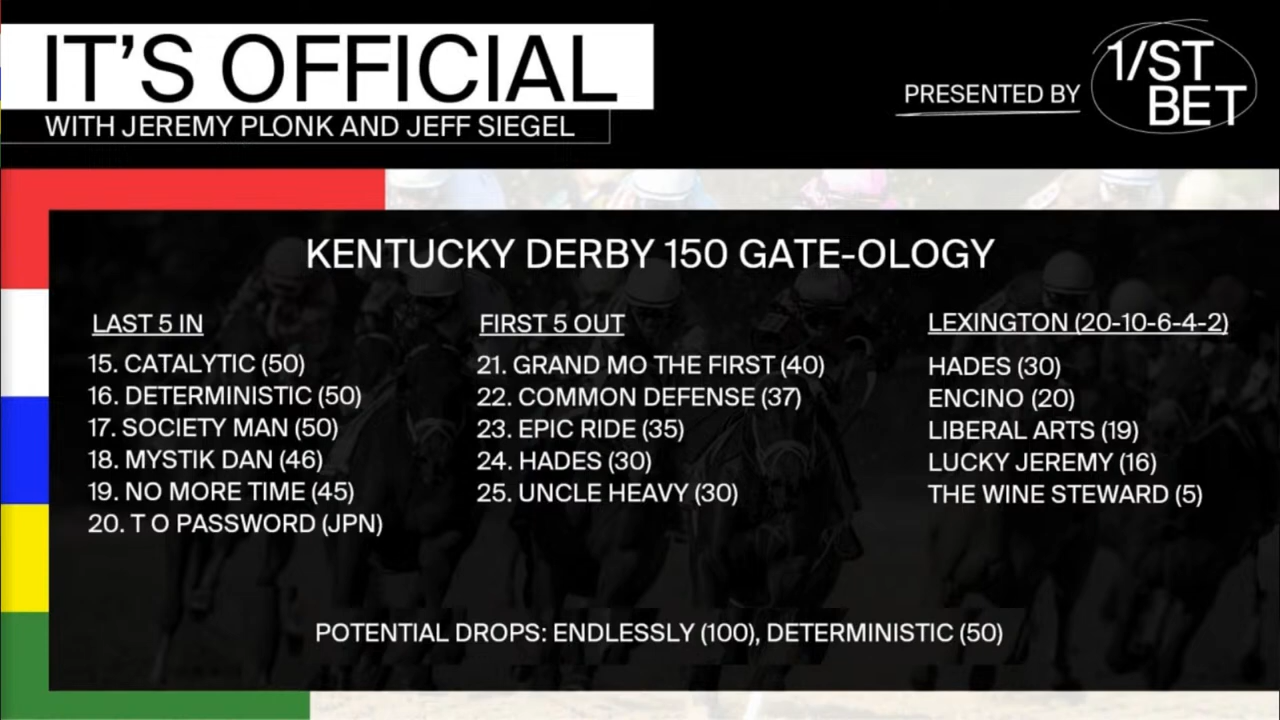 IT'S OFFICIAL
WITH JEREMY PLONK AND JEFF SIEGEL
PRESENTED BY
1/ST
BET
KENTUCKY DERBY 150 GATE-OLOGY
LAST 5 IN
15. CATALYTIC (50)
16. DETERMINISTIC (50)
17. SOCIETY MAN (50)
18. MYSTIK DAN (46)
19. NO MORE TIME (45)
20. T O PASSWORD (JPN)
FIRST 5 OUT
21. GRAND MO THE FIRST (40)
22. COMMON DEFENSE (37)
23. EPIC RIDE (35)
24. HADES (30)
25. UNCLE HEAVY (30)
LEXINGTON (20-10-6-4-2)
HADES (30)
ENCINO (20)
LIBERAL ARTS (19)
LUCKY JEREMY (16)
THE WINE STEWARD (5)
POTENTIAL DROPS: ENDLESSLY (100), DETERMINISTIC (50)